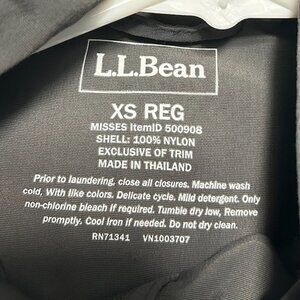 L.L.Bean
XS REG
MISSES ItemID 500908
SHELL: 100% NYLON
EXCLUSIVE OF TRIM
MADE IN THAILAND
Prior to laundering, close all closures. Machine wash
cold, With like colors. Delicate cycle. Mild detergent. Only
non-chlorine bleach if required. Tumble dry low, Remove
promptly. Cool iron if needed. Do not dry clean.
RN71341 VN1003707